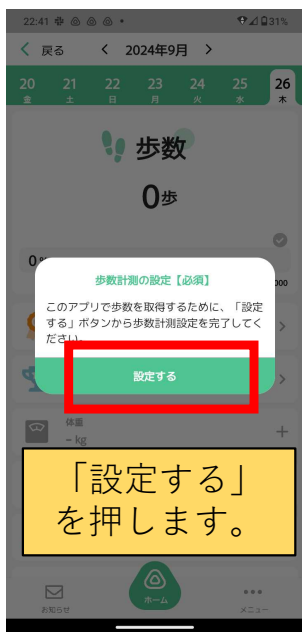 22:41
31%
戻る
2024年9月
20 21 22 23 24 25 26
金 土 日 月 火 水 木
歩数
0歩
0
000
歩数計測の設定【必須】
このアプリで歩数を取得するために、「設定
する」ボタンから歩数計測設定を完了してく
ださい。
設定する
体重
- kg
「設定する」
を押します。
お知らせ
ホーム
メニュー